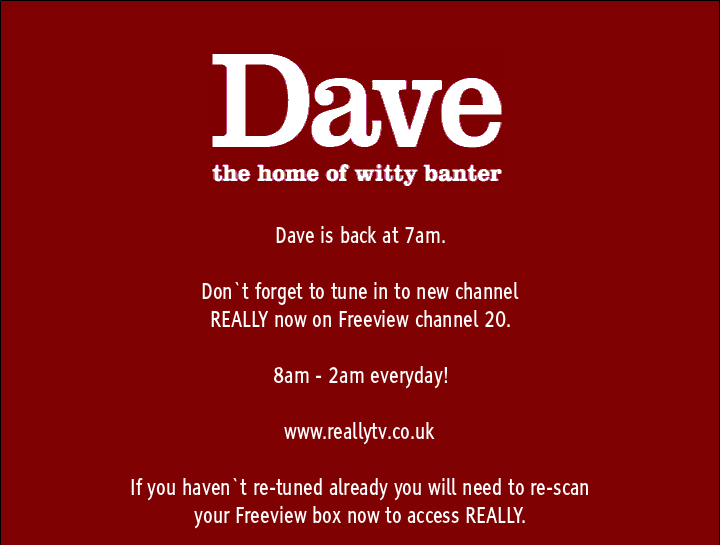 Dave
the home of witty banter
Dave is back at 7am.
Don`t forget to tune in to new channel
REALLY now on Freeview channel 20.
8am - 2am everyday!
www.reallytv.co.uk
If you haven`t re-tuned already you will need to re-scan
your Freeview box now to access REALLY.